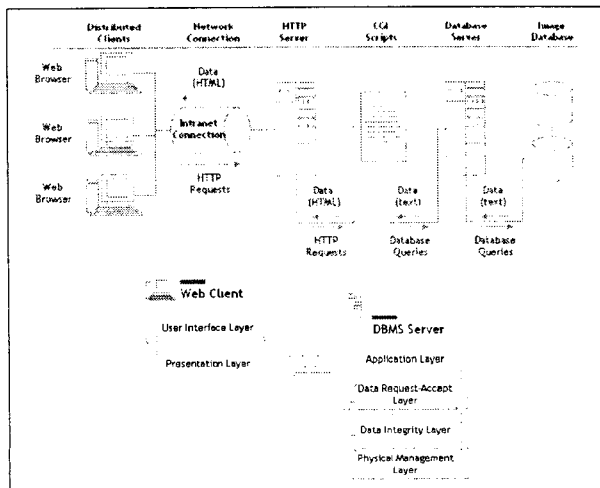 Distributed Clients
Network Connection
HTTP Server
CGI Scripts
Database Server
Image Database
Web Browser
Data (HTML)
Web Browser
Intranet Connection
Web Browser
HTTP Requests
Data (HTML)
Data (text)
Data (text)
HTTP Requests
Database Queries
Database Queries
Web Client
User Interface Layer
Presentation Layer
DBMS Server
Application Layer
Data Request-Accept Layer
Data Integrity Layer
Physical Management Layer